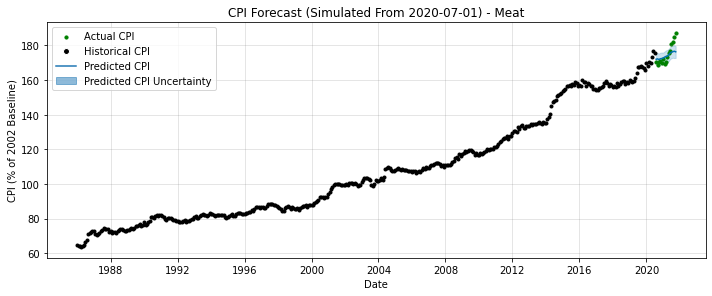 CPI Forecast (Simulated From 2020-07-01) - Meat
Actual CPI
Historical CPI
Predicted CPI
Predicted CPI Uncertainty
CPI (% of 2002 Baseline)
180
160
140
120
100
80
60
1988
1992
1996
2000
2004
2008
2012
2016
2020
Date